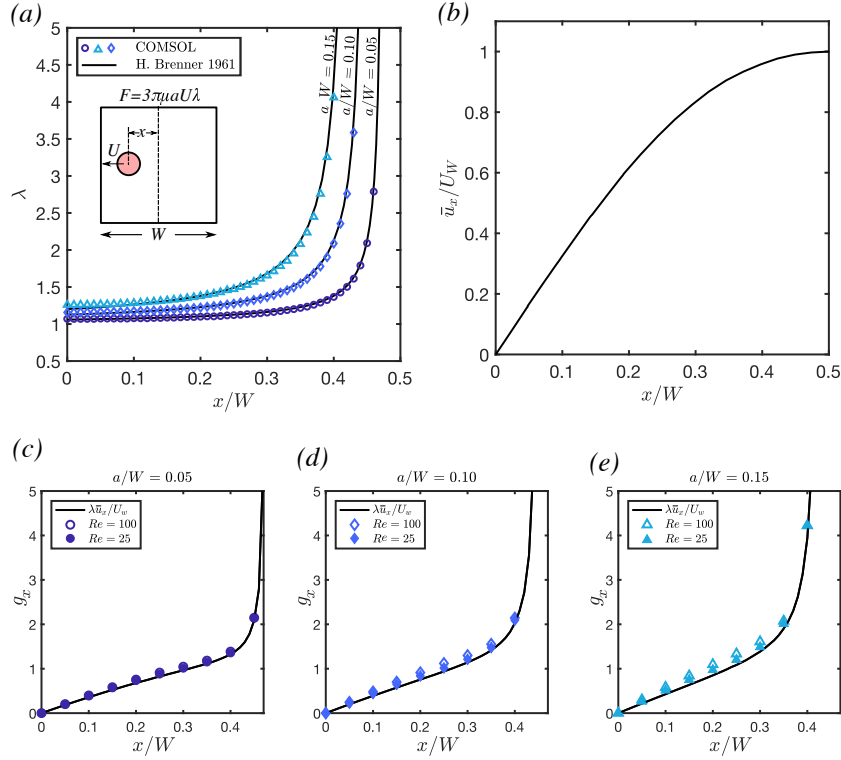 (a)
COMSOL
H. Brenner 1961
F=3πμaUλ
x
U
W
a/W = 0.15
a/W = 0.10
a/W = 0.05
λ
5
4.5
4
3.5
3
2.5
2
1.5
1
0.5
0 0.1 0.2 0.3 0.4 0.5
x/W
(b)
ū_x/U_W
1
0.8
0.6
0.4
0.2
0
0 0.1 0.2 0.3 0.4 0.5
x/W
(c)
a/W = 0.05
λū_x/U_w
Re = 100
Re = 25
g_x
5
4
3
2
1
0
0 0.1 0.2 0.3 0.4
x/W
(d)
a/W = 0.10
λū_x/U_w
Re = 100
Re = 25
g_x
5
4
3
2
1
0
0 0.1 0.2 0.3 0.4
x/W
(e)
a/W = 0.15
λū_x/U_w
Re = 100
Re = 25
g_x
5
4
3
2
1
0
0 0.1 0.2 0.3 0.4
x/W